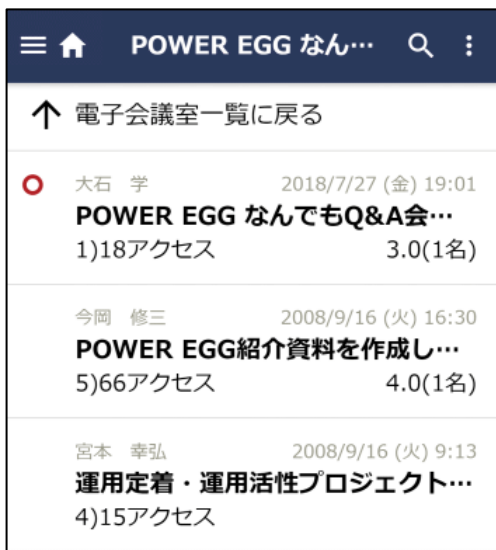 POWER EGG なん…
電子会議室一覧に戻る
大石 学 2018/7/27 (金) 19:01
POWER EGG なんでもQ&A会…
1)18アクセス 3.0(1名)
今岡 修三 2008/9/16 (火) 16:30
POWER EGG紹介資料を作成し…
5)66アクセス 4.0(1名)
宮本 幸弘 2008/9/16 (火) 9:13
運用定着・運用活性プロジェクト…
4)15アクセス